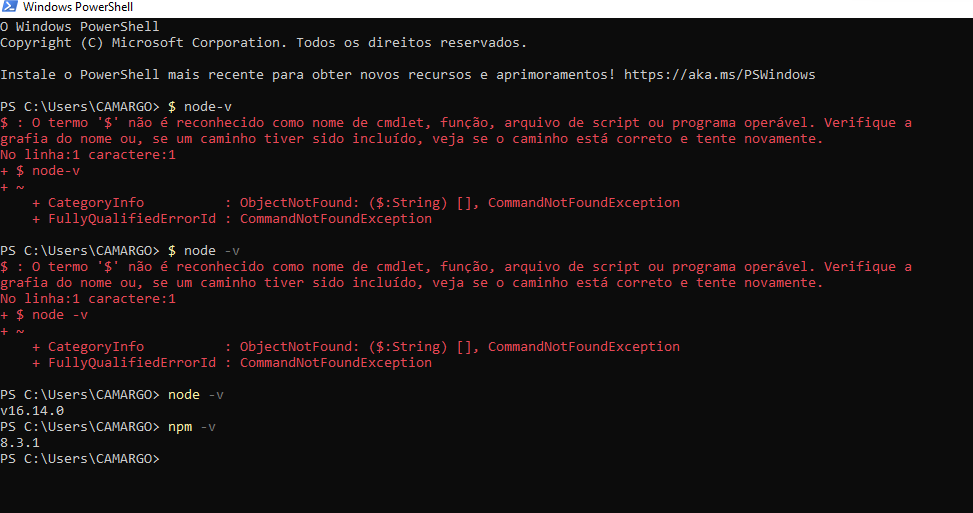 Windows PowerShell
O Windows PowerShell
Copyright (C) Microsoft Corporation. Todos os direitos reservados.
Instale o PowerShell mais recente para obter novos recursos e aprimoramentos! https://aka.ms/PSWindows
PS C:\Users\CAMARGO> $ node-v
$ : O termo '$' não é reconhecido como nome de cmdlet, função, arquivo de script ou programa operável. Verifique a
grafia do nome ou, se um caminho tiver sido incluído, veja se o caminho está correto e tente novamente.
No linha:1 caractere:1
+ $ node-v
+ ~
    + CategoryInfo          : ObjectNotFound: ($:String) [], CommandNotFoundException
    + FullyQualifiedErrorId : CommandNotFoundException
PS C:\Users\CAMARGO> $ node -v
$ : O termo '$' não é reconhecido como nome de cmdlet, função, arquivo de script ou programa operável. Verifique a
grafia do nome ou, se um caminho tiver sido incluído, veja se o caminho está correto e tente novamente.
No linha:1 caractere:1
+ $ node -v
+ ~
    + CategoryInfo          : ObjectNotFound: ($:String) [], CommandNotFoundException
    + FullyQualifiedErrorId : CommandNotFoundException
PS C:\Users\CAMARGO> node -v
v16.14.0
PS C:\Users\CAMARGO> npm -v
8.3.1
PS C:\Users\CAMARGO>